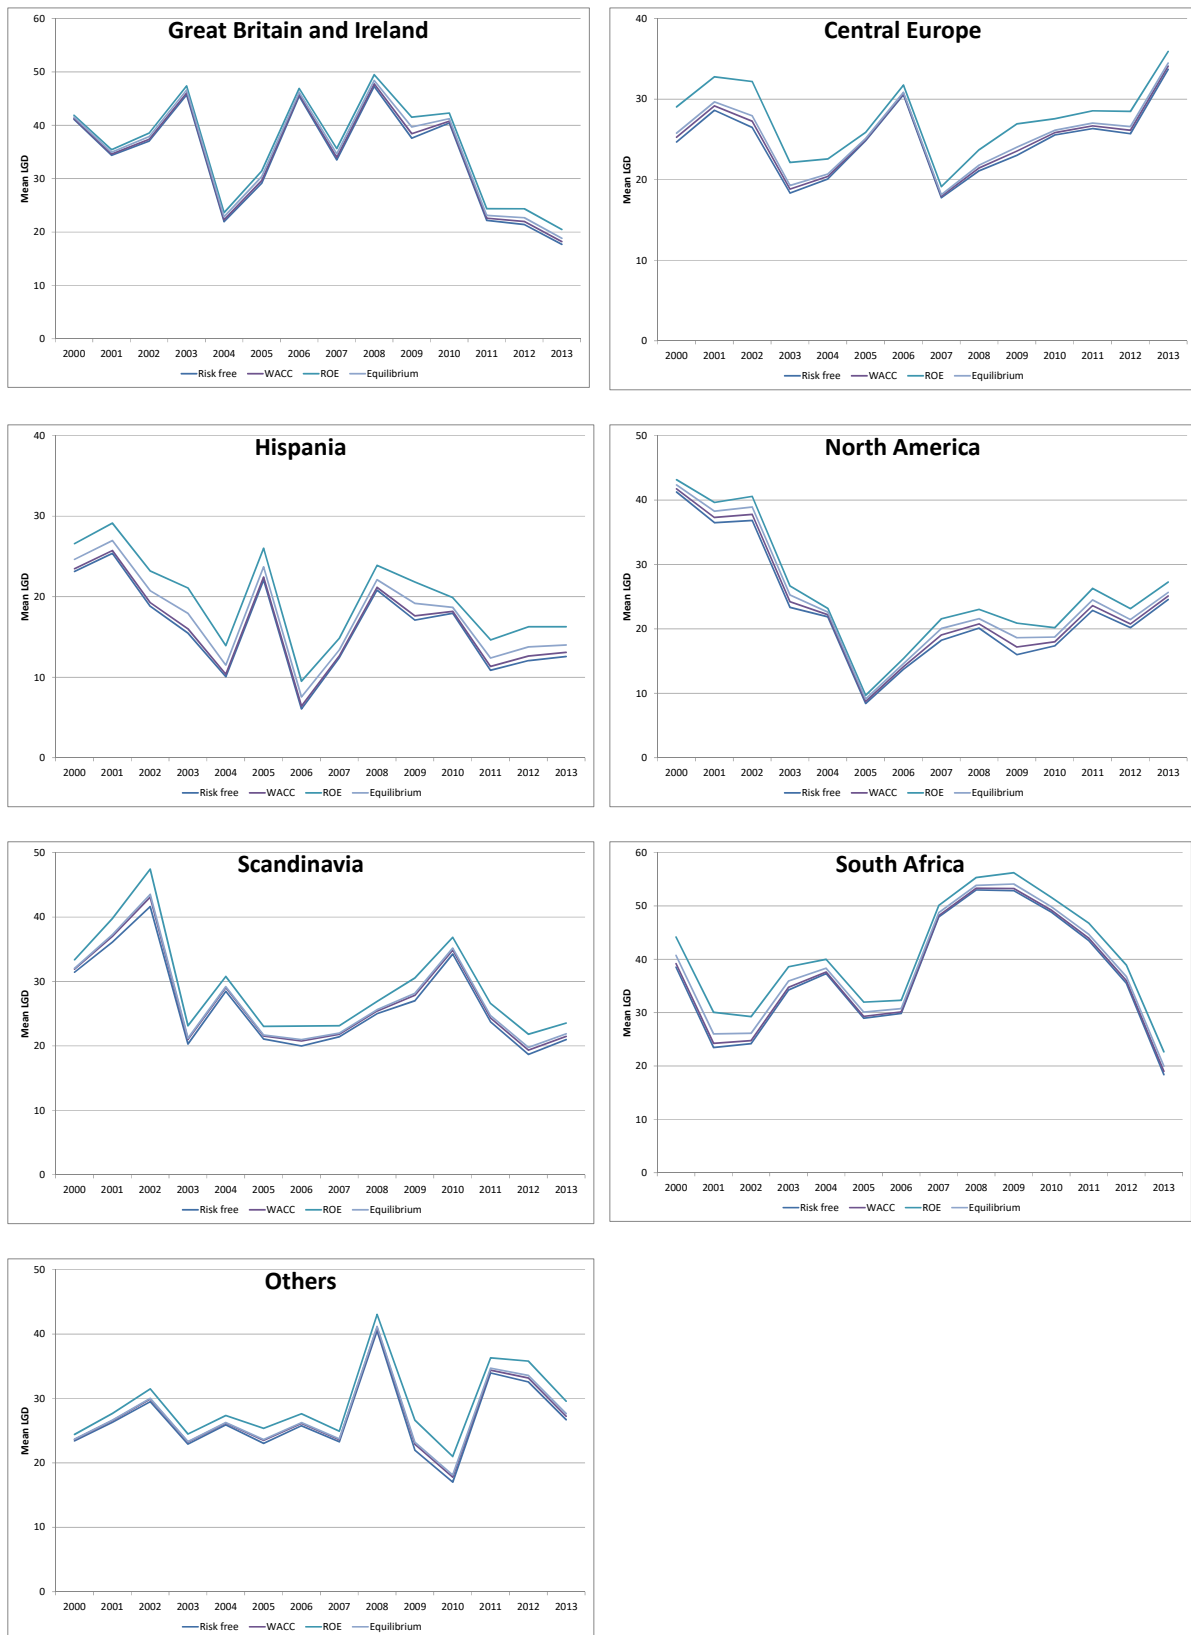 Great Britain and Ireland
Mean LGD
60
50
40
30
20
10
0
2000 2001 2002 2003 2004 2005 2006 2007 2008 2009 2010 2011 2012 2013
Risk free WACC ROE Equilibrium
Central Europe
Mean LGD
40
30
20
10
0
2000 2001 2002 2003 2004 2005 2006 2007 2008 2009 2010 2011 2012 2013
Risk free WACC ROE Equilibrium
Hispania
Mean LGD
40
30
20
10
0
2000 2001 2002 2003 2004 2005 2006 2007 2008 2009 2010 2011 2012 2013
Risk free WACC ROE Equilibrium
North America
Mean LGD
50
40
30
20
10
0
2000 2001 2002 2003 2004 2005 2006 2007 2008 2009 2010 2011 2012 2013
Risk free WACC ROE Equilibrium
Scandinavia
Mean LGD
50
40
30
20
10
0
2000 2001 2002 2003 2004 2005 2006 2007 2008 2009 2010 2011 2012 2013
Risk free WACC ROE Equilibrium
South Africa
Mean LGD
60
50
40
30
20
10
0
2000 2001 2002 2003 2004 2005 2006 2007 2008 2009 2010 2011 2012 2013
Risk free WACC ROE Equilibrium
Others
Mean LGD
50
40
30
20
10
0
2000 2001 2002 2003 2004 2005 2006 2007 2008 2009 2010 2011 2012 2013
Risk free WACC ROE Equilibrium